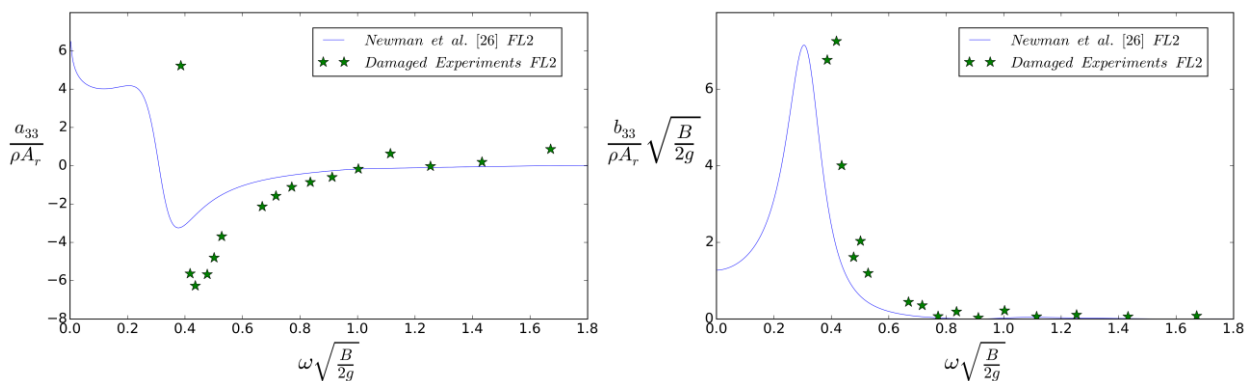 6
4
2
0
−2
−4
−6
−8
0.0 0.2 0.4 0.6 0.8 1.0 1.2 1.4 1.6 1.8
a₃₃/ρAᵣ
ω√(B/2g)
Newman et al. [26] FL2
Damaged Experiments FL2
6
4
2
0
0.0 0.2 0.4 0.6 0.8 1.0 1.2 1.4 1.6 1.8
b₃₃/ρAᵣ √(B/2g)
ω√(B/2g)
Newman et al. [26] FL2
Damaged Experiments FL2